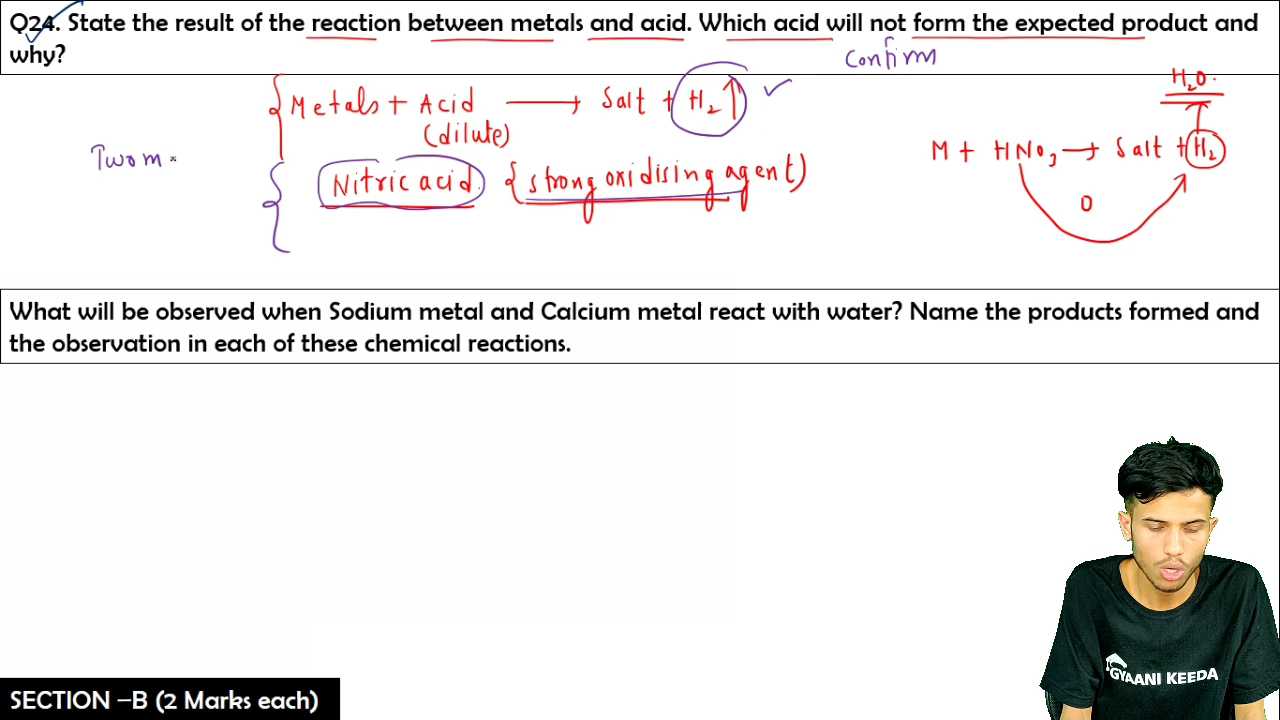 Q24. State the result of the reaction between metals and acid. Which acid will not form the expected product and
why?
Confirm
Metals + Acid → Salt + H₂↑ ✓
(dilute)
H₂O.
M + HNO₃ → Salt + H₂
O
Two m
Nitric acid. {strong oxidising agent)
What will be observed when Sodium metal and Calcium metal react with water? Name the products formed and
the observation in each of these chemical reactions.
GYAANI KEEDA
SECTION –B (2 Marks each)